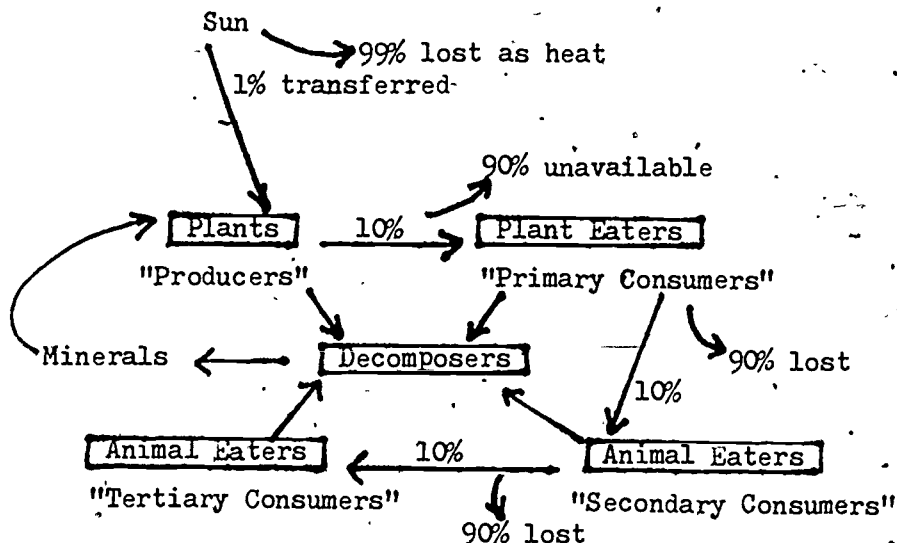 Sun
99% lost as heat
1% transferred
90% unavailable
Plants
10%
Plant Eaters
"Producers"
"Primary Consumers"
Minerals
Decomposers
90% lost
10%
Animal Eaters
10%
Animal Eaters
"Tertiary Consumers"
"Secondary Consumers"
90% lost